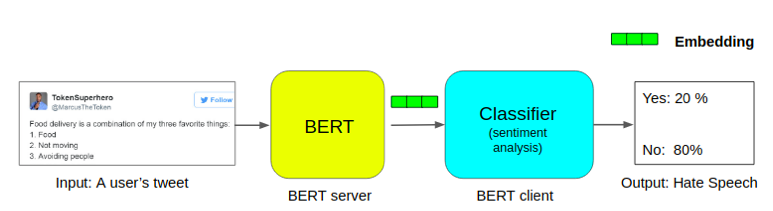 Embedding
TokenSuperhero
@MarcusTheToken
Follow
Food delivery is a combination of my three favorite things:
1. Food
2. Not moving
3. Avoiding people
BERT
Classifier
(sentiment
analysis)
Yes: 20 %
No: 80%
Input: A user's tweet
BERT server
BERT client
Output: Hate Speech